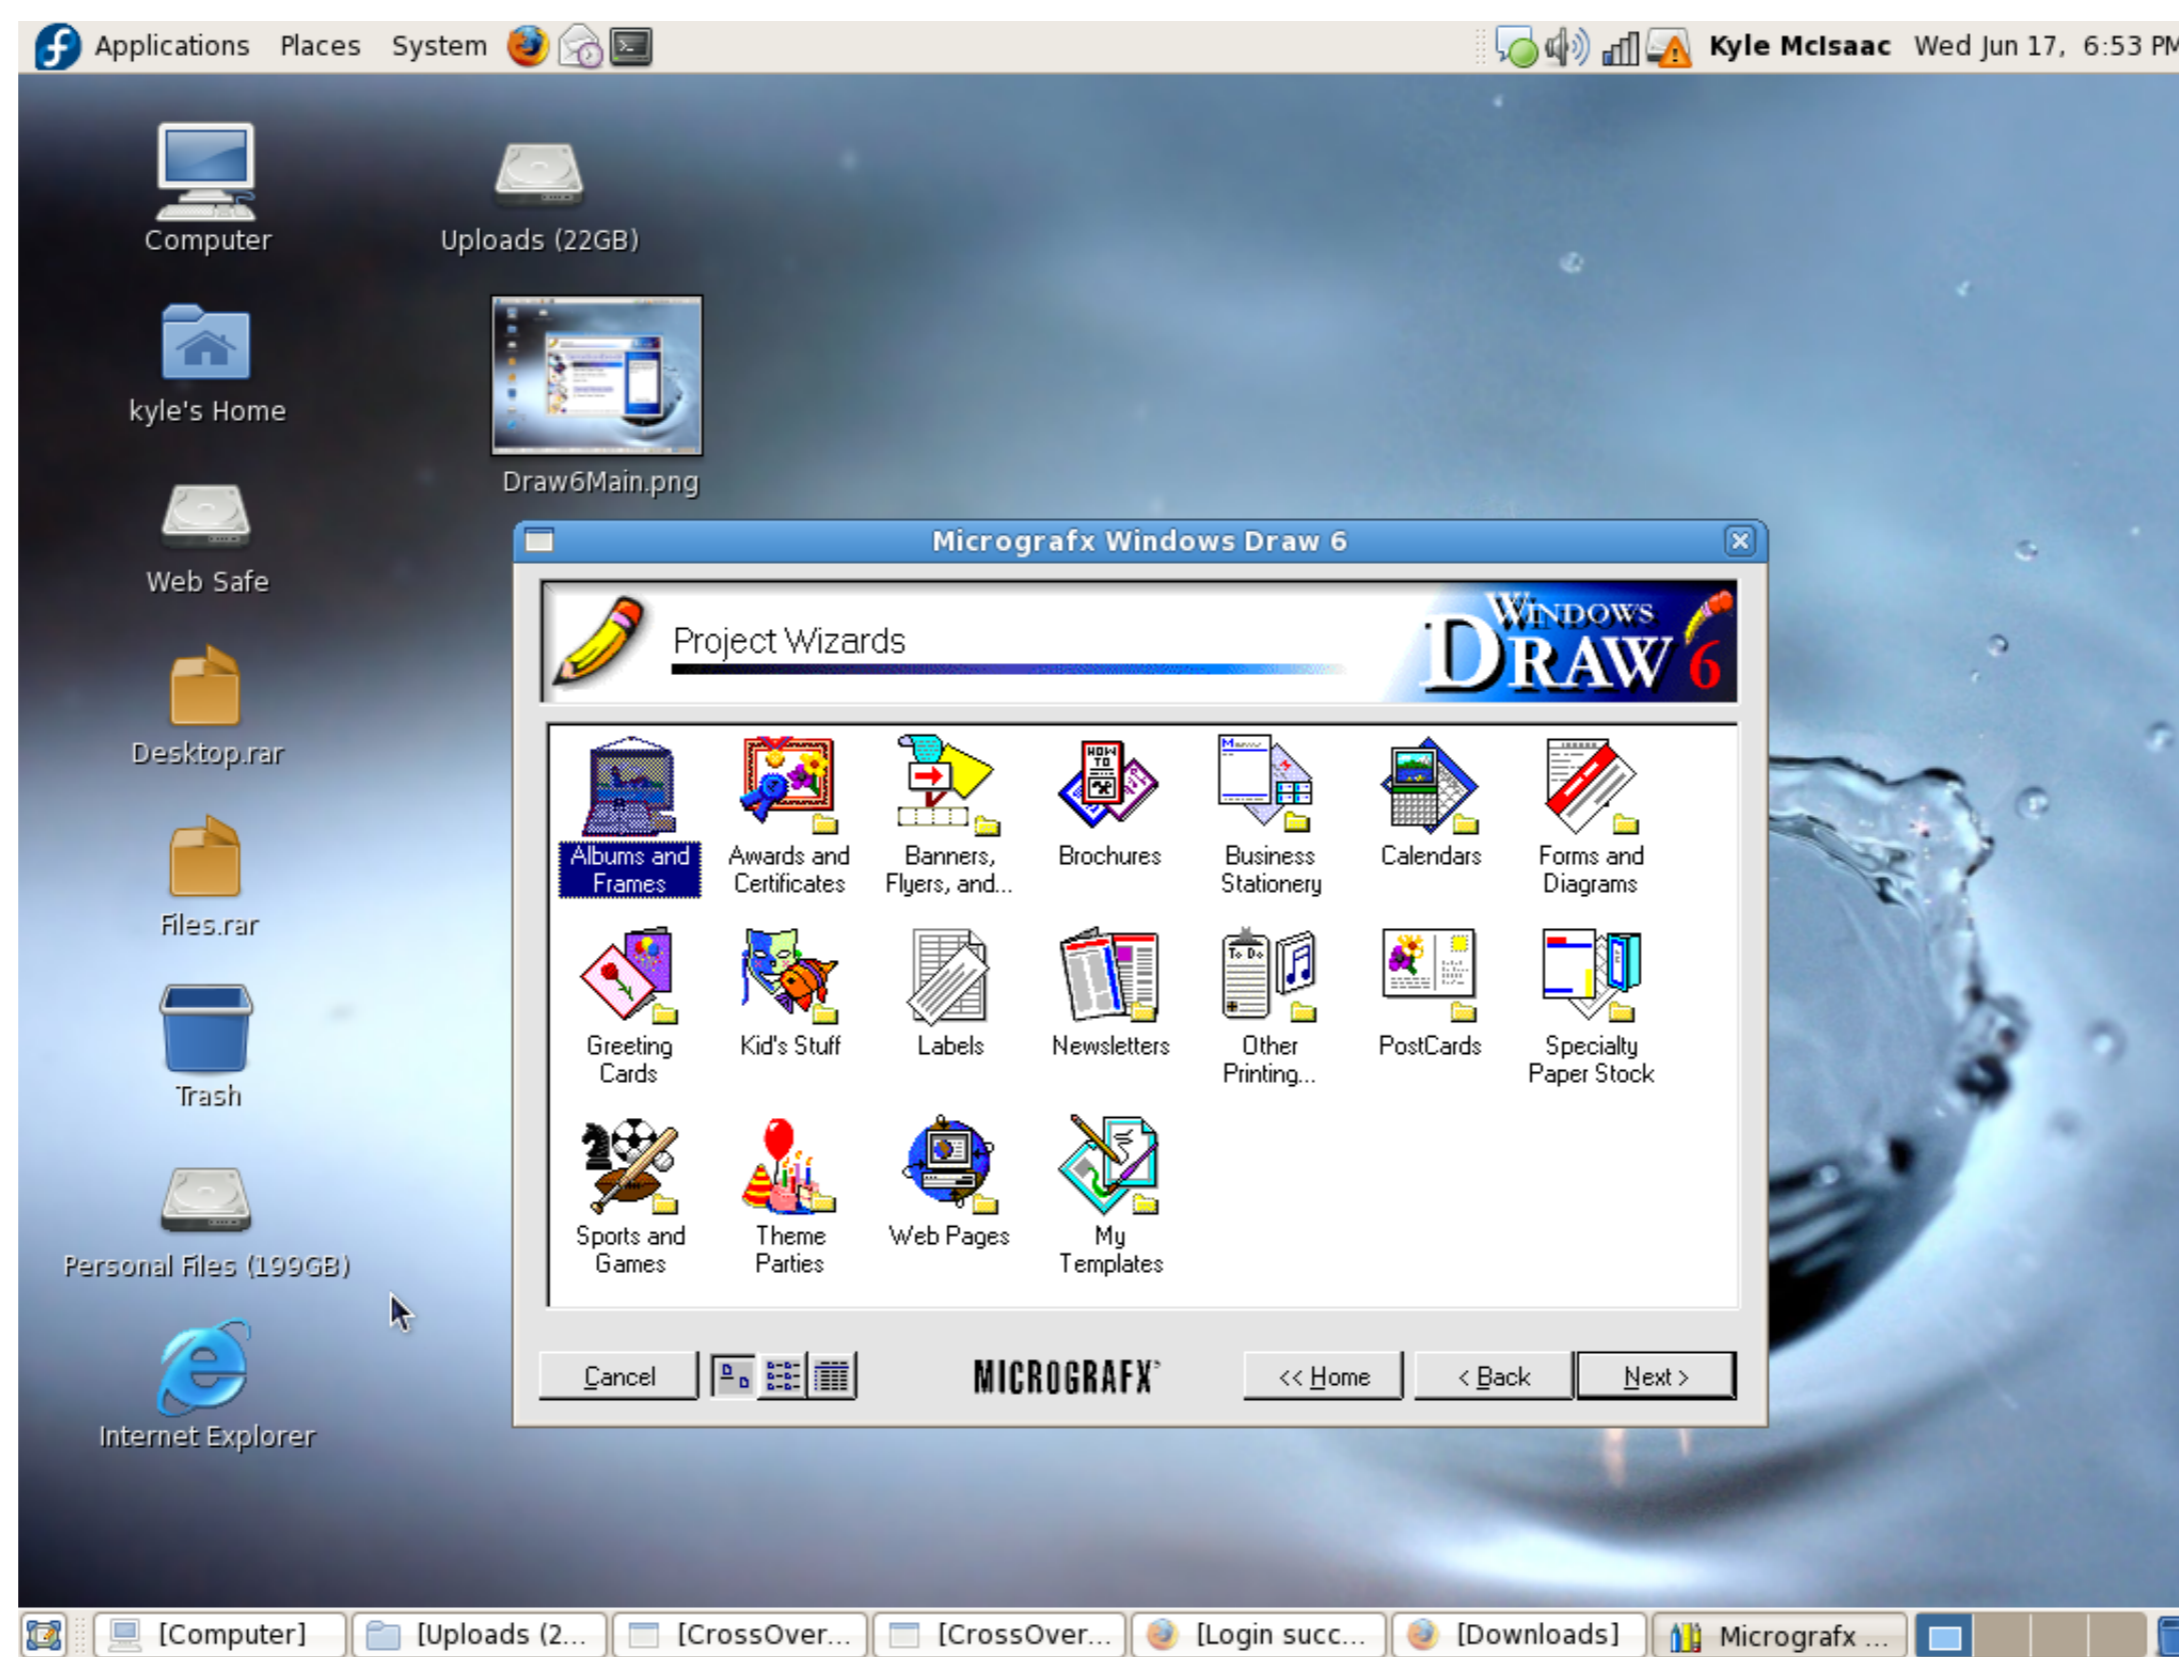 Applications Places System
Kyle McIsaac Wed Jun 17, 6:53 PM
Computer
Uploads (22GB)
kyle's Home
Draw6Main.png
Web Safe
Desktop.rar
Files.rar
Trash
Personal Files (199GB)
Internet Explorer
Micrografx Windows Draw 6
Project Wizards
WINDOWS
DRAW 6
Albums and
Frames
Awards and
Certificates
Banners,
Flyers, and...
HOW
TO
Brochures
Business
Stationery
Calendars
Forms and
Diagrams
Greeting
Cards
Kid's Stuff
Labels
Newsletters
To Do
Other
Printing...
PostCards
Specialty
Paper Stock
Sports and
Games
Theme
Parties
Web Pages
My
Templates
Cancel
MICROGRAFX
<< Home
< Back
Next >
[Computer]
[Uploads (2...
[CrossOver...
[CrossOver...
[Login succ...
[Downloads]
Micrografx ...